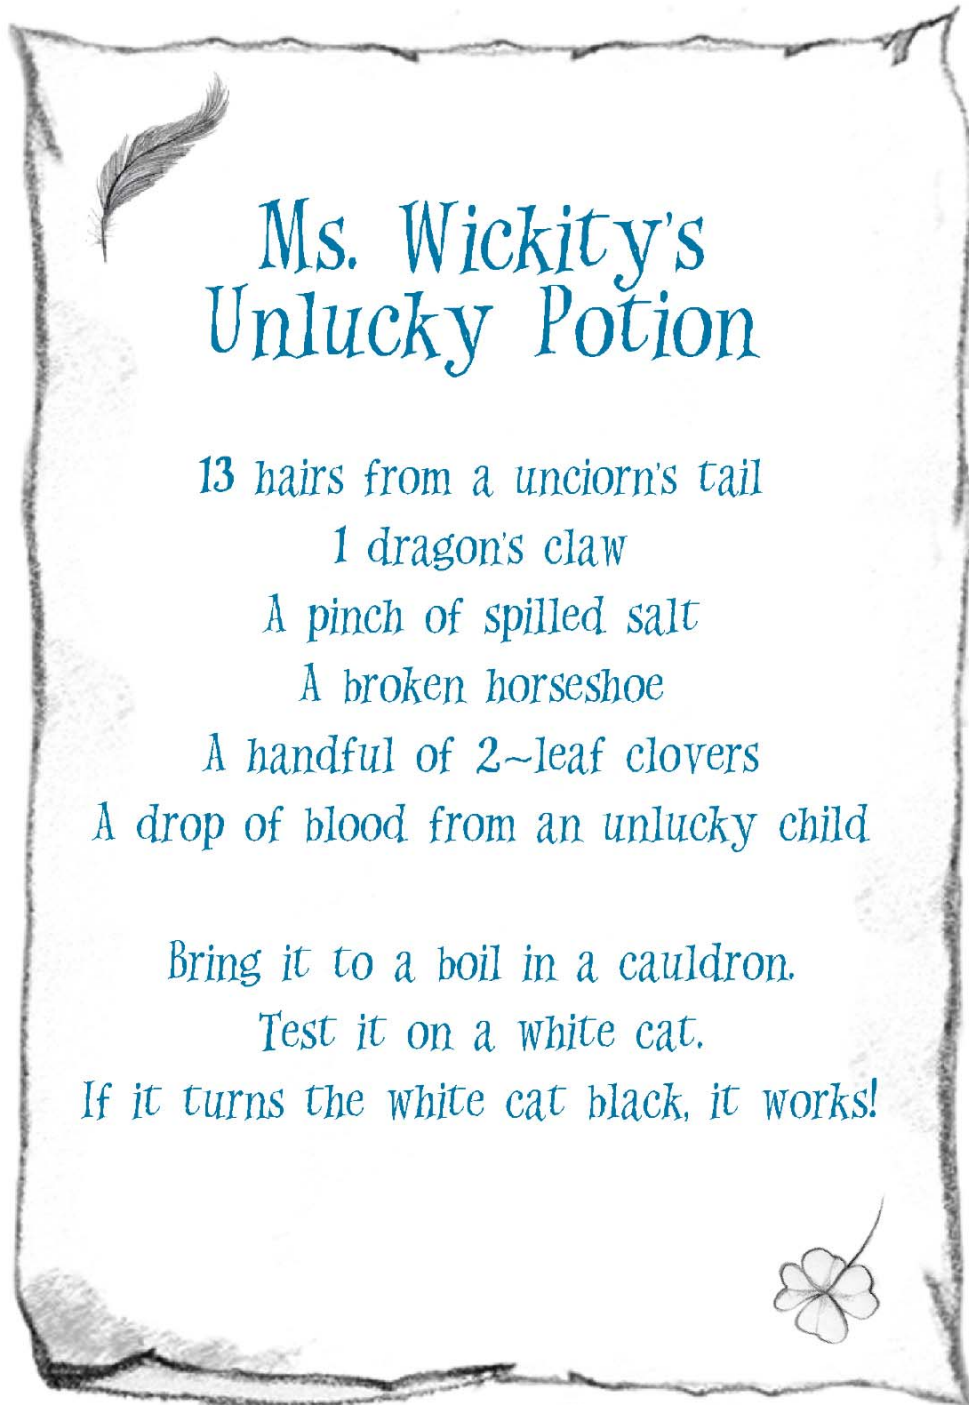 Ms. Wickity's
Unlucky Potion
13 hairs from a unciorn's tail
1 dragon's claw
A pinch of spilled salt
A broken horseshoe
A handful of 2~leaf clovers
A drop of blood from an unlucky child
Bring it to a boil in a cauldron.
Test it on a white cat.
If it turns the white cat black, it works!